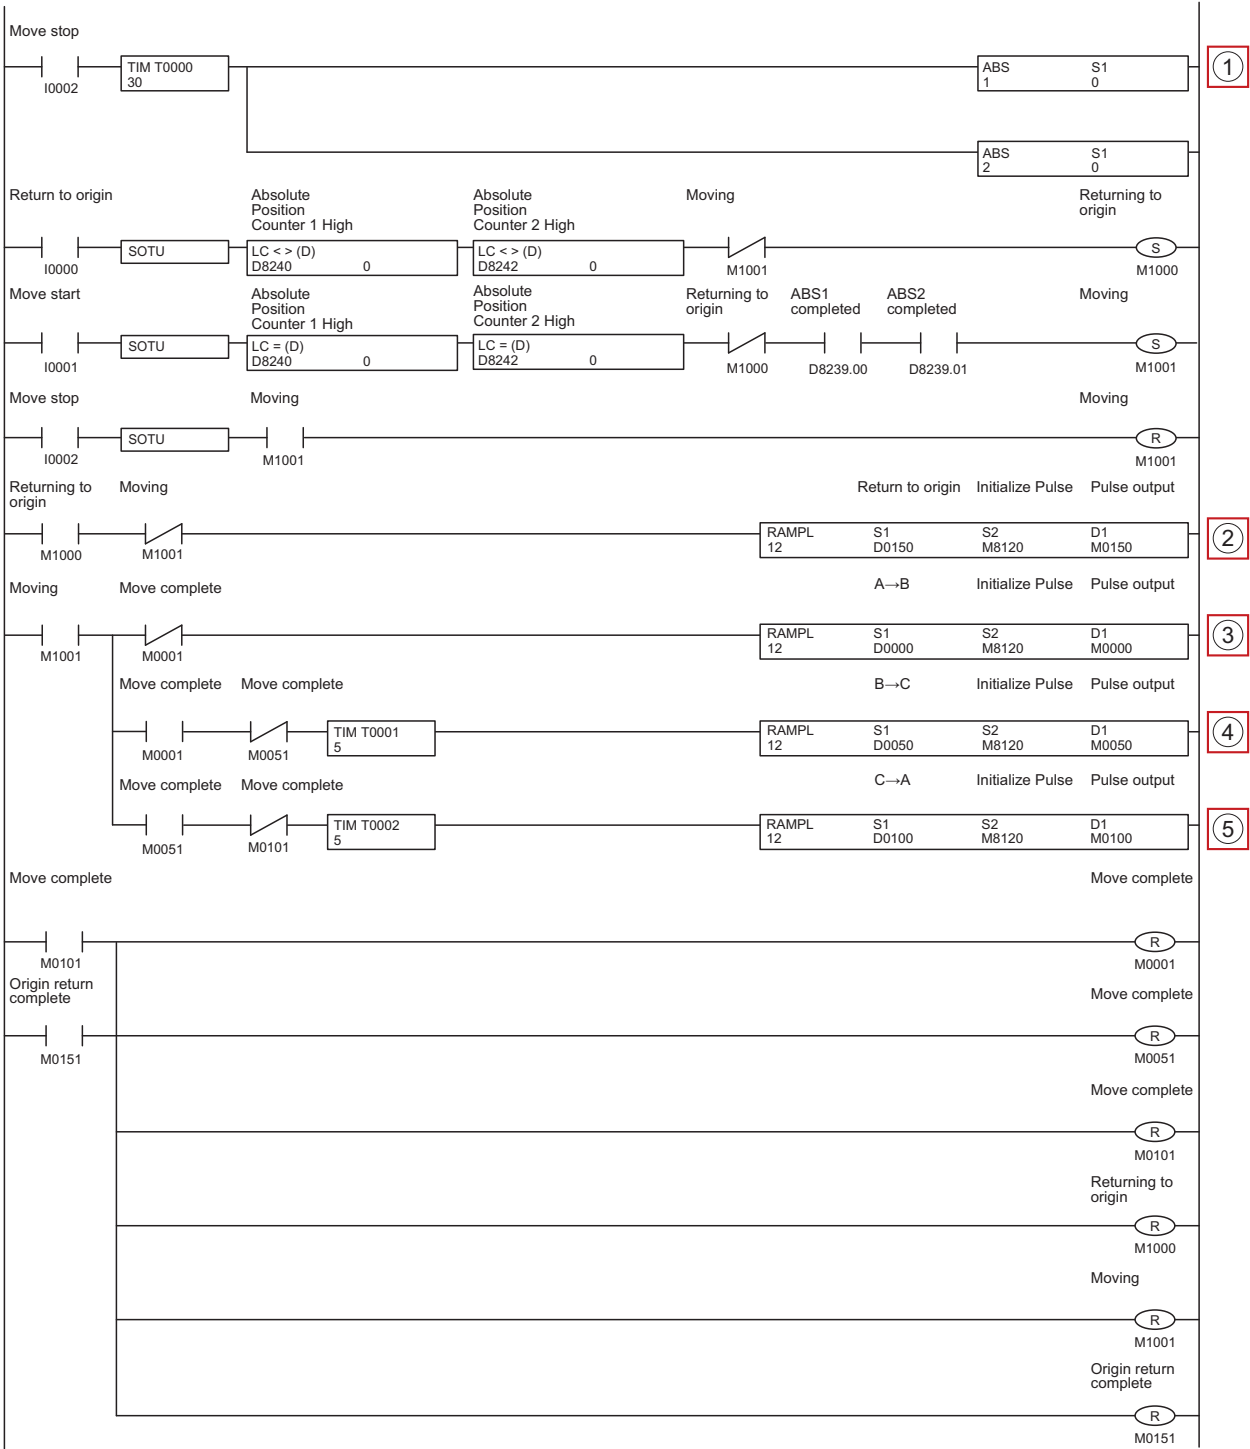 Move stop
TIM T0000
30
I0002
ABS S1
1 0
①
ABS S1
2 0
Return to origin
Absolute
Position
Counter 1 High
Absolute
Position
Counter 2 High
Moving
Returning to
origin
I0000
SOTU
LC < > (D)
D8240 0
LC < > (D)
D8242 0
M1001
S
M1000
Move start
Absolute
Position
Counter 1 High
Absolute
Position
Counter 2 High
Returning to
origin
ABS1
completed
ABS2
completed
Moving
I0001
SOTU
LC = (D)
D8240 0
LC = (D)
D8242 0
M1000
D8239.00
D8239.01
S
M1001
Move stop
Moving
Moving
I0002
SOTU
M1001
R
M1001
Returning to
origin
Moving
Return to origin
Initialize Pulse
Pulse output
M1000
M1001
RAMPL S1 S2 D1
12 D0150 M8120 M0150
②
Moving
Move complete
A→B
Initialize Pulse
Pulse output
M1001
M0001
RAMPL S1 S2 D1
12 D0000 M8120 M0000
③
Move complete
Move complete
B→C
Initialize Pulse
Pulse output
M0001
M0051
TIM T0001
5
RAMPL S1 S2 D1
12 D0050 M8120 M0050
④
Move complete
Move complete
C→A
Initialize Pulse
Pulse output
M0051
M0101
TIM T0002
5
RAMPL S1 S2 D1
12 D0100 M8120 M0100
⑤
Move complete
Move complete
M0101
R
M0001
Origin return
complete
Move complete
M0151
R
M0051
Move complete
R
M0101
Returning to
origin
R
M1000
Moving
R
M1001
Origin return
complete
R
M0151